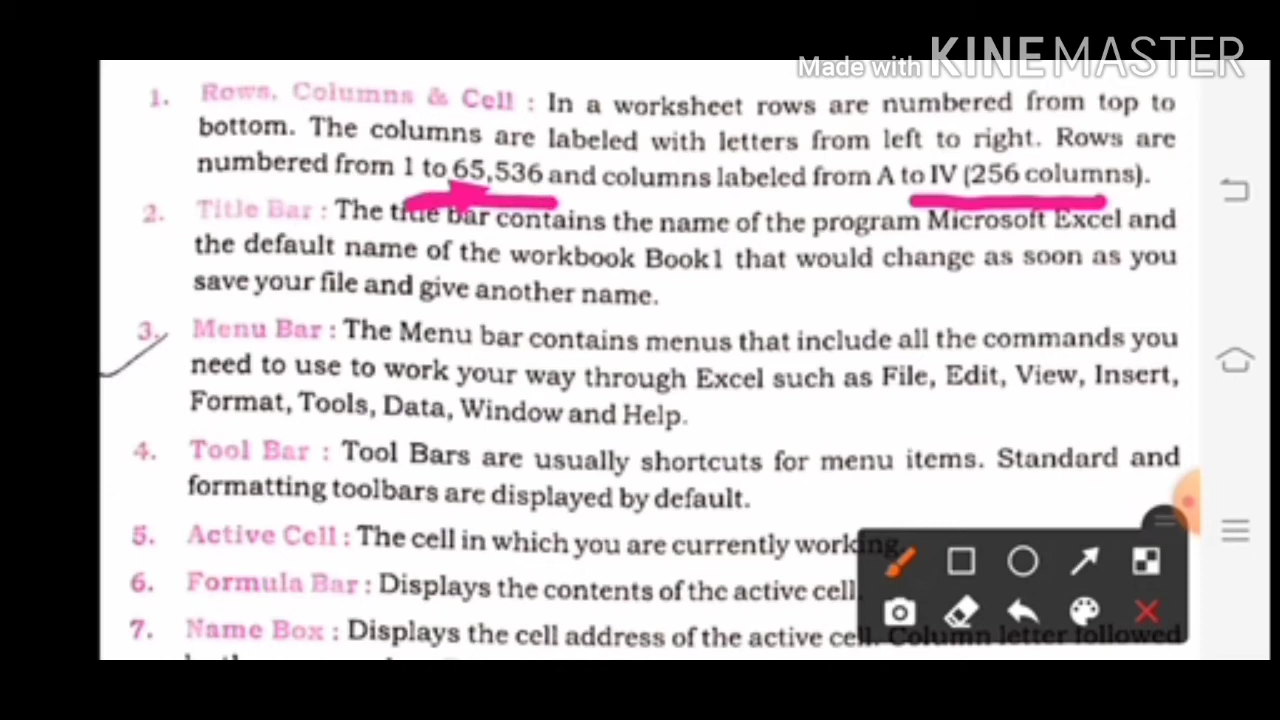 Made with KINEMASTER
1. Rows, Columns & Cell : In a worksheet rows are numbered from top to
bottom. The columns are labeled with letters from left to right. Rows are
numbered from 1 to 65,536 and columns labeled from A to IV (256 columns).
2. Title Bar : The title bar contains the name of the program Microsoft Excel and
the default name of the workbook Book1 that would change as soon as you
save your file and give another name.
3. Menu Bar : The Menu bar contains menus that include all the commands you
need to use to work your way through Excel such as File, Edit, View, Insert,
Format, Tools, Data, Window and Help.
4. Tool Bar : Tool Bars are usually shortcuts for menu items. Standard and
formatting toolbars are displayed by default.
5. Active Cell : The cell in which you are currently working.
6. Formula Bar : Displays the contents of the active cell.
7. Name Box : Displays the cell address of the active cell. Column letter followed